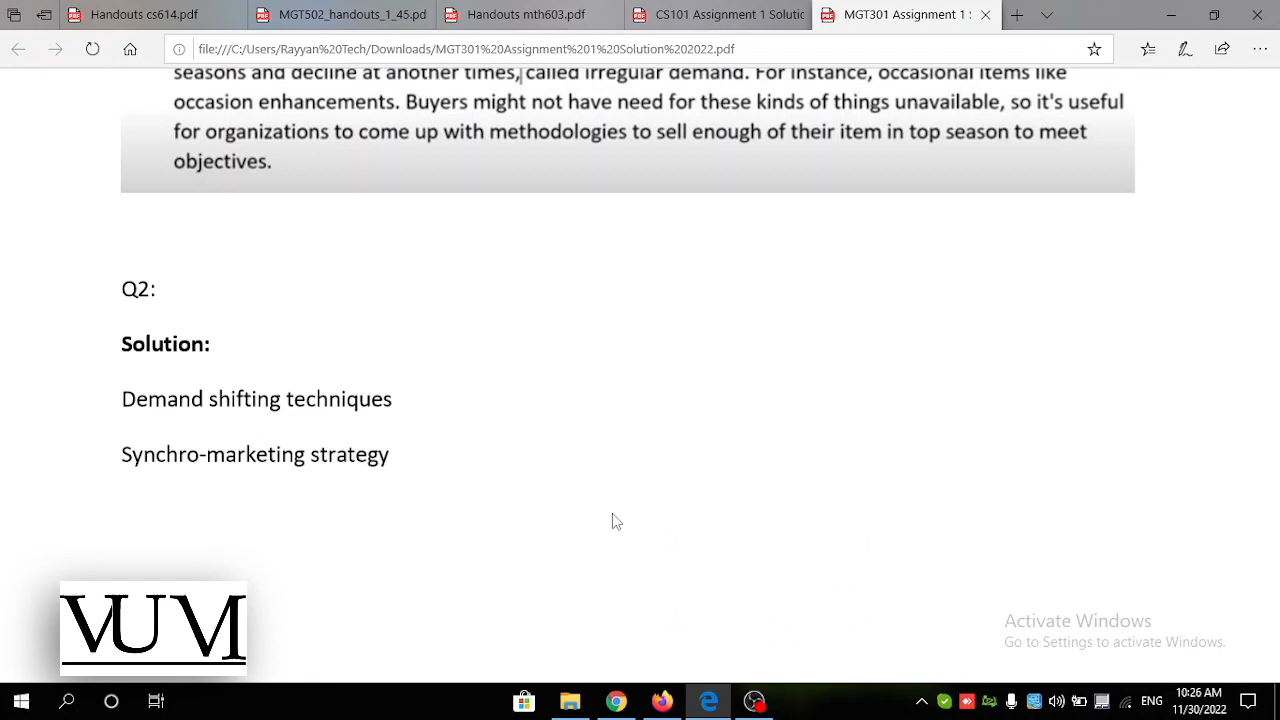 Handouts cs614.pdf
MGT502_handouts_1_45.pd
Handouts mth603.pdf
CS101 Assignment 1 Solutic
MGT301 Assignment 1 S
file:///C:/Users/Rayyan%20Tech/Downloads/MGT301%20Assignment%201%20Solution%202022.pdf
seasons and decline at another times, called irregular demand. For instance, occasional items like
occasion enhancements. Buyers might not have need for these kinds of things unavailable, so it's useful
for organizations to come up with methodologies to sell enough of their item in top season to meet
objectives.
Q2:
Solution:
Demand shifting techniques
Synchro-marketing strategy
VUM
Activate Windows
Go to Settings to activate Windows.
ENG
10:26 AM
11/30/2022